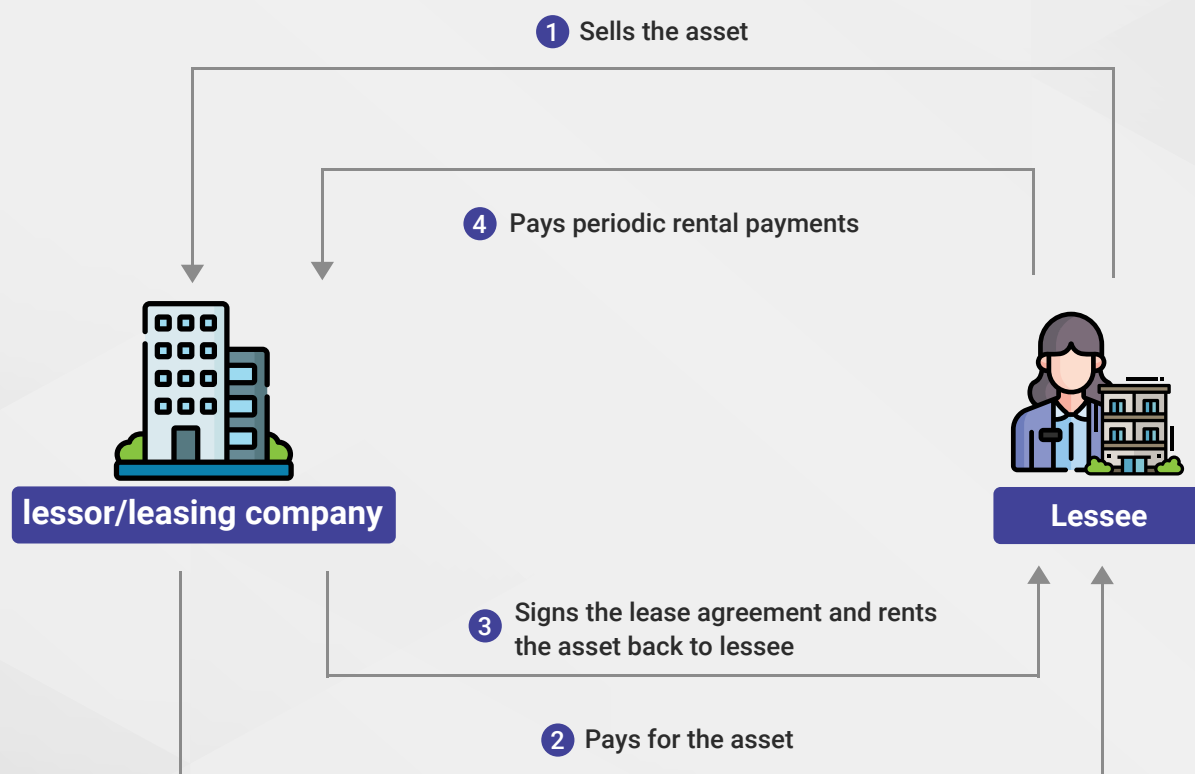 1 Sells the asset
4 Pays periodic rental payments
lessor/leasing company
Lessee
3 Signs the lease agreement and rents
the asset back to lessee
2 Pays for the asset